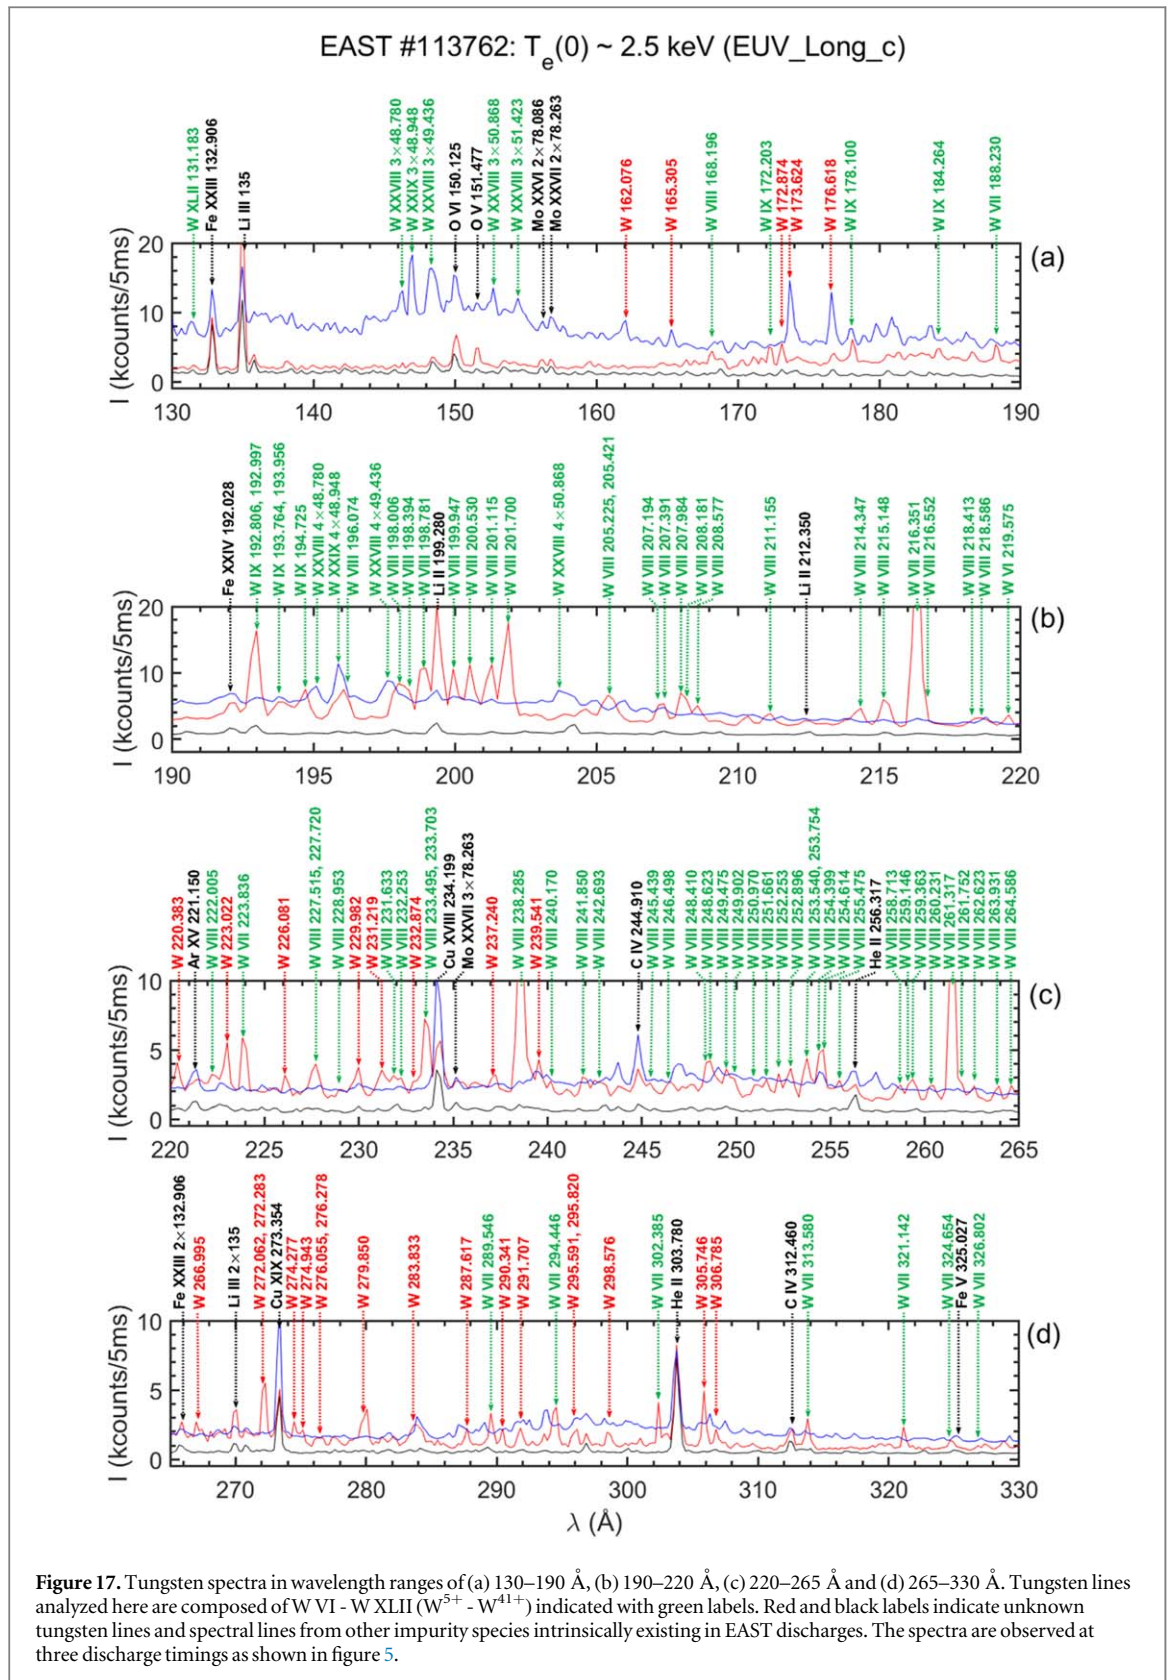 EAST #113762: Te(0) ~ 2.5 keV (EUV_Long_c)
W XLII 131.183
Fe XXIII 132.906
Li III 135
W XXVIII 3×48.780
W XXIX 3×48.948
W XXVIII 3×49.436
O VI 150.125
O V 151.477
W XXVIII 3×50.868
W XXVIII 3×51.423
Mo XXVI 2×78.086
Mo XXVII 2×78.263
W 162.076
W 165.305
W VIII 168.196
W IX 172.203
W 172.874
W 173.624
W 176.618
W IX 178.100
W IX 184.264
W VII 188.230
(a)
20
10
0
I (kcounts/5ms)
130 140 150 160 170 180 190
Fe XXIV 192.028
W IX 192.806, 192.997
W IX 193.764, 193.956
W IX 194.725
W XXVIII 4×48.780
W XXIX 4×48.948
W VIII 196.074
W XXVIII 4×49.436
W VIII 198.006
W VIII 198.394
W VIII 198.781
Li II 199.280
W VIII 199.947
W VIII 200.530
W VIII 201.115
W VIII 201.700
W XXVIII 4×50.868
W VIII 205.225, 205.421
W VIII 207.194
W VIII 207.391
W VIII 207.984
W VIII 208.181
W VIII 208.577
W VIII 211.155
Li II 212.350
W VIII 214.347
W VIII 215.148
W VII 216.351
W VIII 216.552
W VIII 218.413
W VIII 218.586
W VI 219.575
(b)
20
10
0
I (kcounts/5ms)
190 195 200 205 210 215 220
W 220.383
Ar XV 221.150
W VIII 222.005
W 223.022
W VII 223.836
W 226.081
W VIII 227.515, 227.720
W VIII 228.953
W 229.982
W 231.219
W VIII 231.633
W VIII 232.253
W 232.874
W VIII 233.495, 233.703
Cu XVIII 234.199
Mo XXVII 3×78.263
W 237.240
W VIII 238.285
W 239.541
W VIII 240.170
W VIII 241.850
W VIII 242.693
C IV 244.910
W VIII 245.439
W VIII 246.498
W VIII 248.410
W VIII 248.623
W VIII 249.475
W VIII 249.902
W VIII 250.970
W VIII 251.661
W VIII 252.253
W VIII 252.896
W VIII 253.540, 253.754
W VIII 254.399
W VIII 254.614
W VIII 255.475
He II 256.317
W VIII 258.713
W VIII 259.146
W VIII 259.363
W VIII 260.231
W VII 261.317
W VIII 261.752
W VIII 262.623
W VIII 263.931
W VIII 264.586
(c)
10
5
0
I (kcounts/5ms)
220 225 230 235 240 245 250 255 260 265
Fe XXIII 2×132.906
W 266.995
Li III 2×135
W 272.062, 272.283
Cu XIX 273.354
W 274.277
W 274.943
W 276.055, 276.278
W 279.850
W 283.833
W 287.617
W VII 289.546
W 290.341
W 291.707
W VII 294.446
W 295.591, 295.820
W 298.576
W VII 302.385
He II 303.780
W 305.746
W 306.785
C IV 312.460
W VII 313.580
W VII 321.142
W VII 324.654
Fe V 325.027
W VII 326.802
(d)
10
5
0
I (kcounts/5ms)
270 280 290 300 310 320 330
λ (Å)
Figure 17. Tungsten spectra in wavelength ranges of (a) 130–190 Å, (b) 190–220 Å, (c) 220–265 Å and (d) 265–330 Å. Tungsten lines
analyzed here are composed of W VI - W XLII (W5+ - W41+) indicated with green labels. Red and black labels indicate unknown
tungsten lines and spectral lines from other impurity species intrinsically existing in EAST discharges. The spectra are observed at
three discharge timings as shown in figure 5.